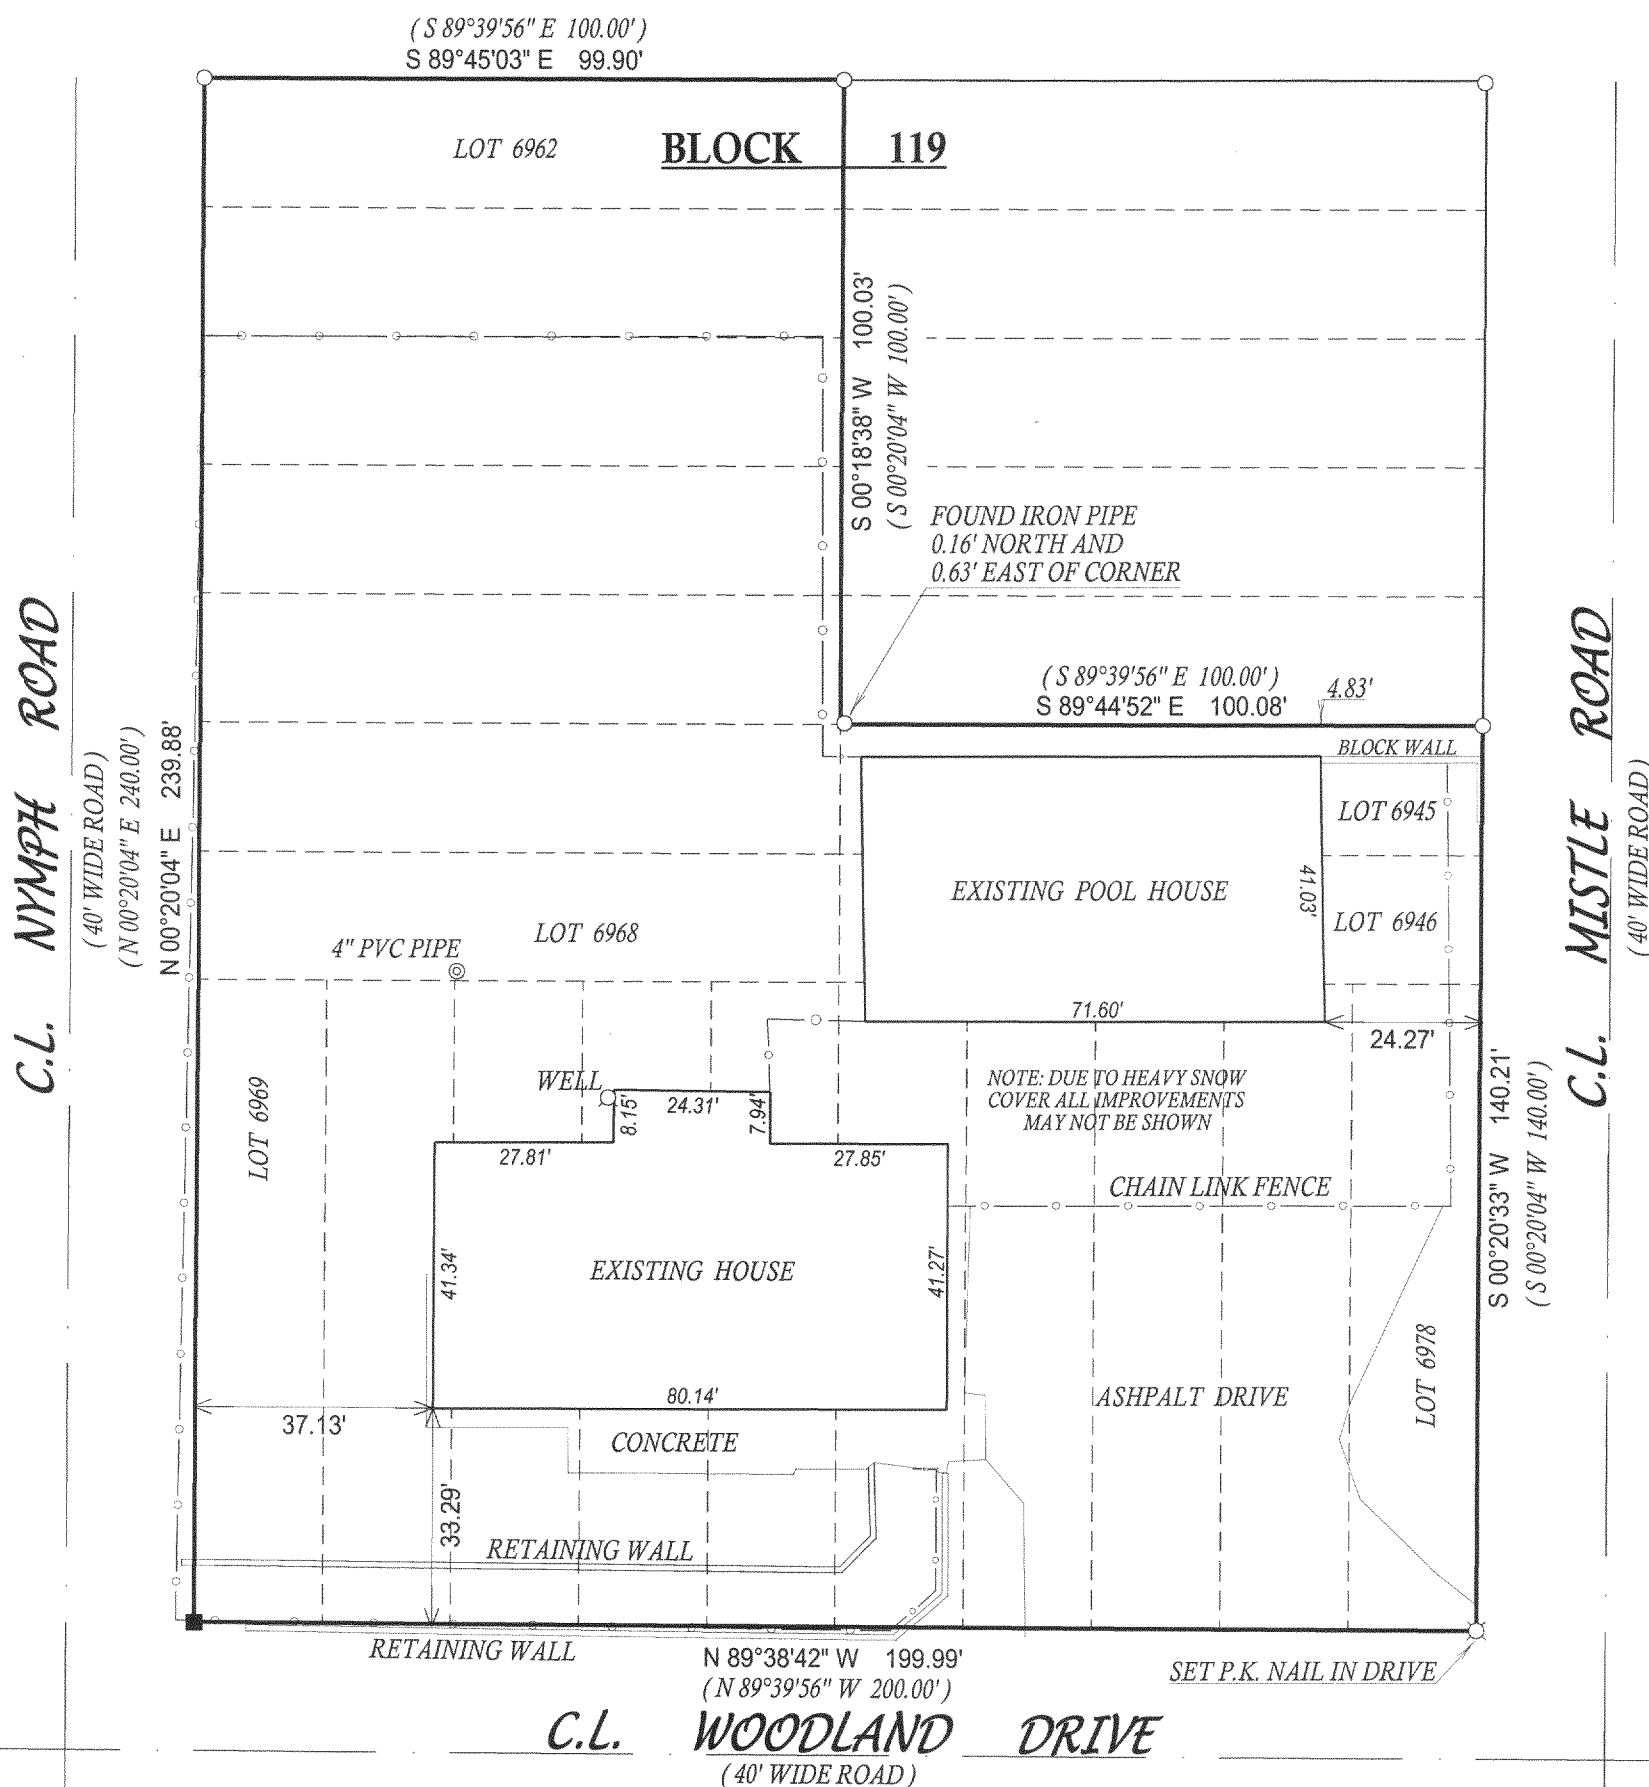 ( S 89°39'56" E 100.00' )
S 89°45'03" E 99.90'
LOT 6962
BLOCK 119
S 00°18'38" W 100.03'
( S 00°20'04" W 100.00' )
FOUND IRON PIPE
0.16' NORTH AND
0.63' EAST OF CORNER
( S 89°39'56" E 100.00' )
S 89°44'52" E 100.08'
4.83'
BLOCK WALL
C.L. NYMPH ROAD
( 40' WIDE ROAD )
( N 00°20'04" E 240.00' )
N 00°20'04" E 239.88'
C.L. MISTLE ROAD
( 40' WIDE ROAD )
LOT 6945
EXISTING POOL HOUSE
41.03'
LOT 6946
LOT 6968
4" PVC PIPE
71.60'
24.27'
WELL
8.15'
24.31'
7.94'
NOTE: DUE TO HEAVY SNOW
COVER ALL IMPROVEMENTS
MAY NOT BE SHOWN
S 00°20'33" W 140.21'
( S 00°20'04" W 140.00' )
LOT 6969
27.81'
27.85'
CHAIN LINK FENCE
EXISTING HOUSE
41.34'
41.27'
80.14'
ASHPALT DRIVE
LOT 6978
37.13'
CONCRETE
33.29'
RETAINING WALL
RETAINING WALL
N 89°38'42" W 199.99'
( N 89°39'56" W 200.00' )
SET P.K. NAIL IN DRIVE
C.L. WOODLAND DRIVE
( 40' WIDE ROAD )